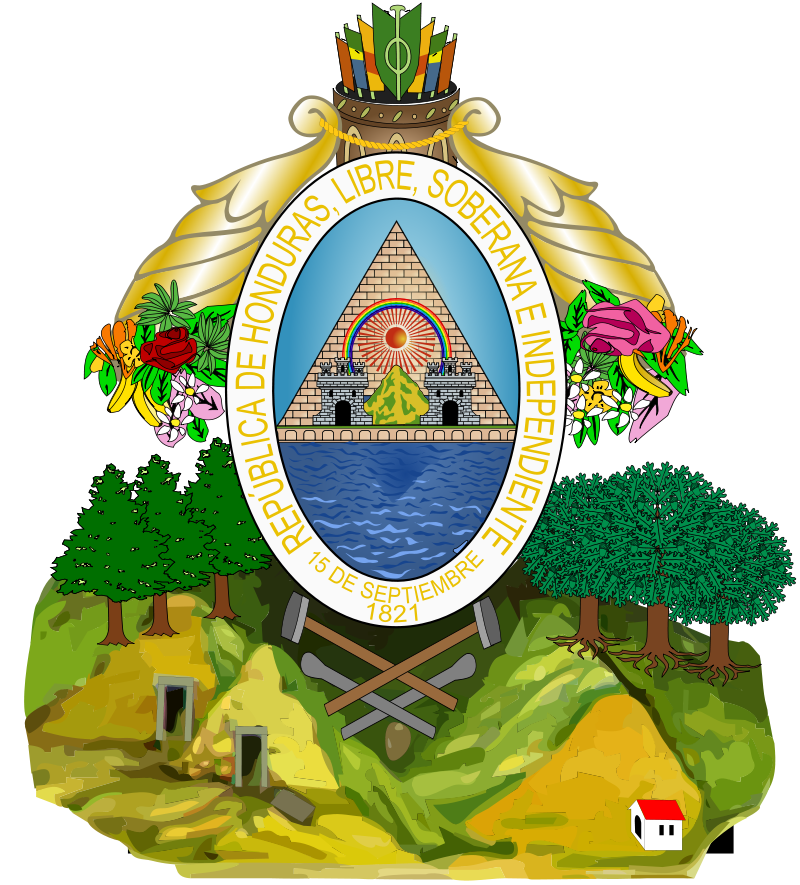 REPÚBLICA DE HONDURAS, LIBRE, SOBERANA E INDEPENDIENTE
15 DE SEPTIEMBRE
1821